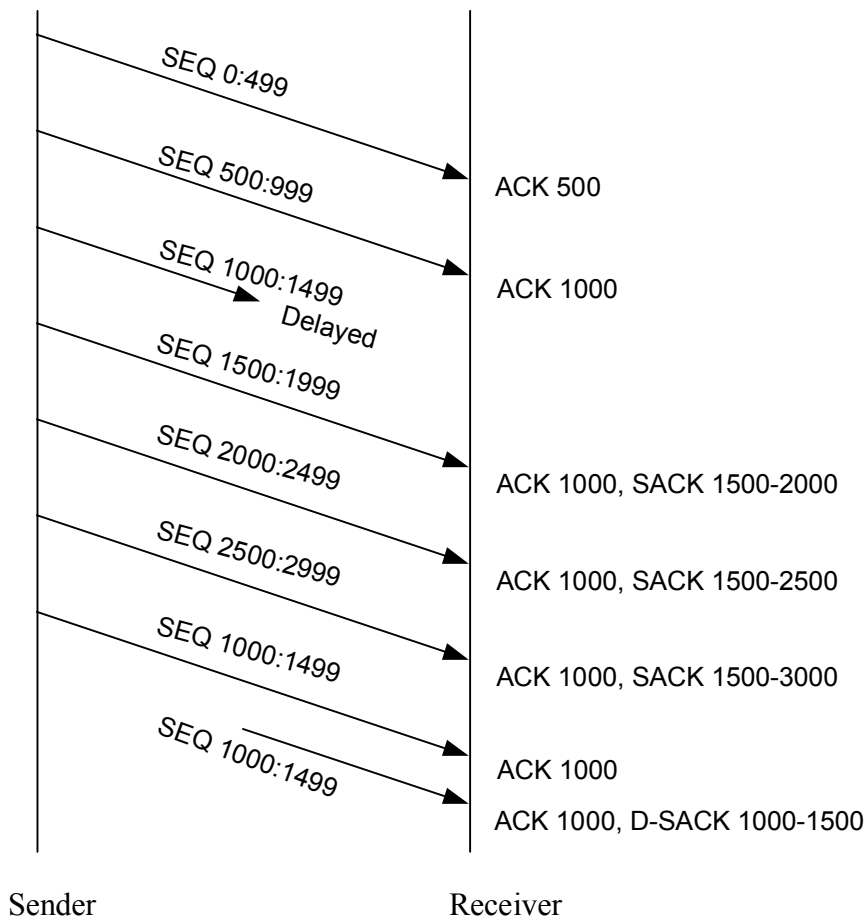 SEQ 0:499
ACK 500
SEQ 500:999
ACK 1000
SEQ 1000:1499
Delayed
SEQ 1500:1999
ACK 1000, SACK 1500-2000
SEQ 2000:2499
ACK 1000, SACK 1500-2500
SEQ 2500:2999
ACK 1000, SACK 1500-3000
SEQ 1000:1499
ACK 1000
SEQ 1000:1499
ACK 1000, D-SACK 1000-1500
Sender
Receiver